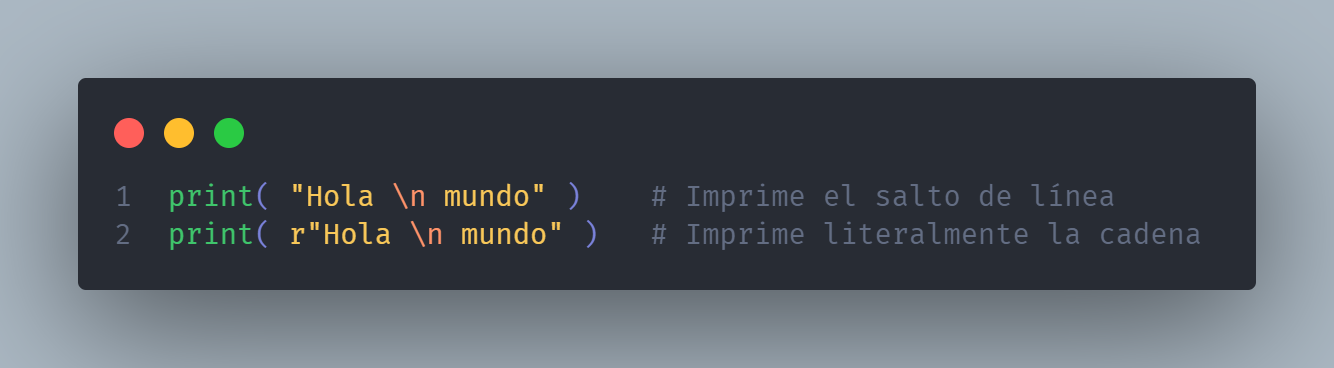 1 print( "Hola \n mundo" ) # Imprime el salto de línea
2 print( r"Hola \n mundo" ) # Imprime literalmente la cadena